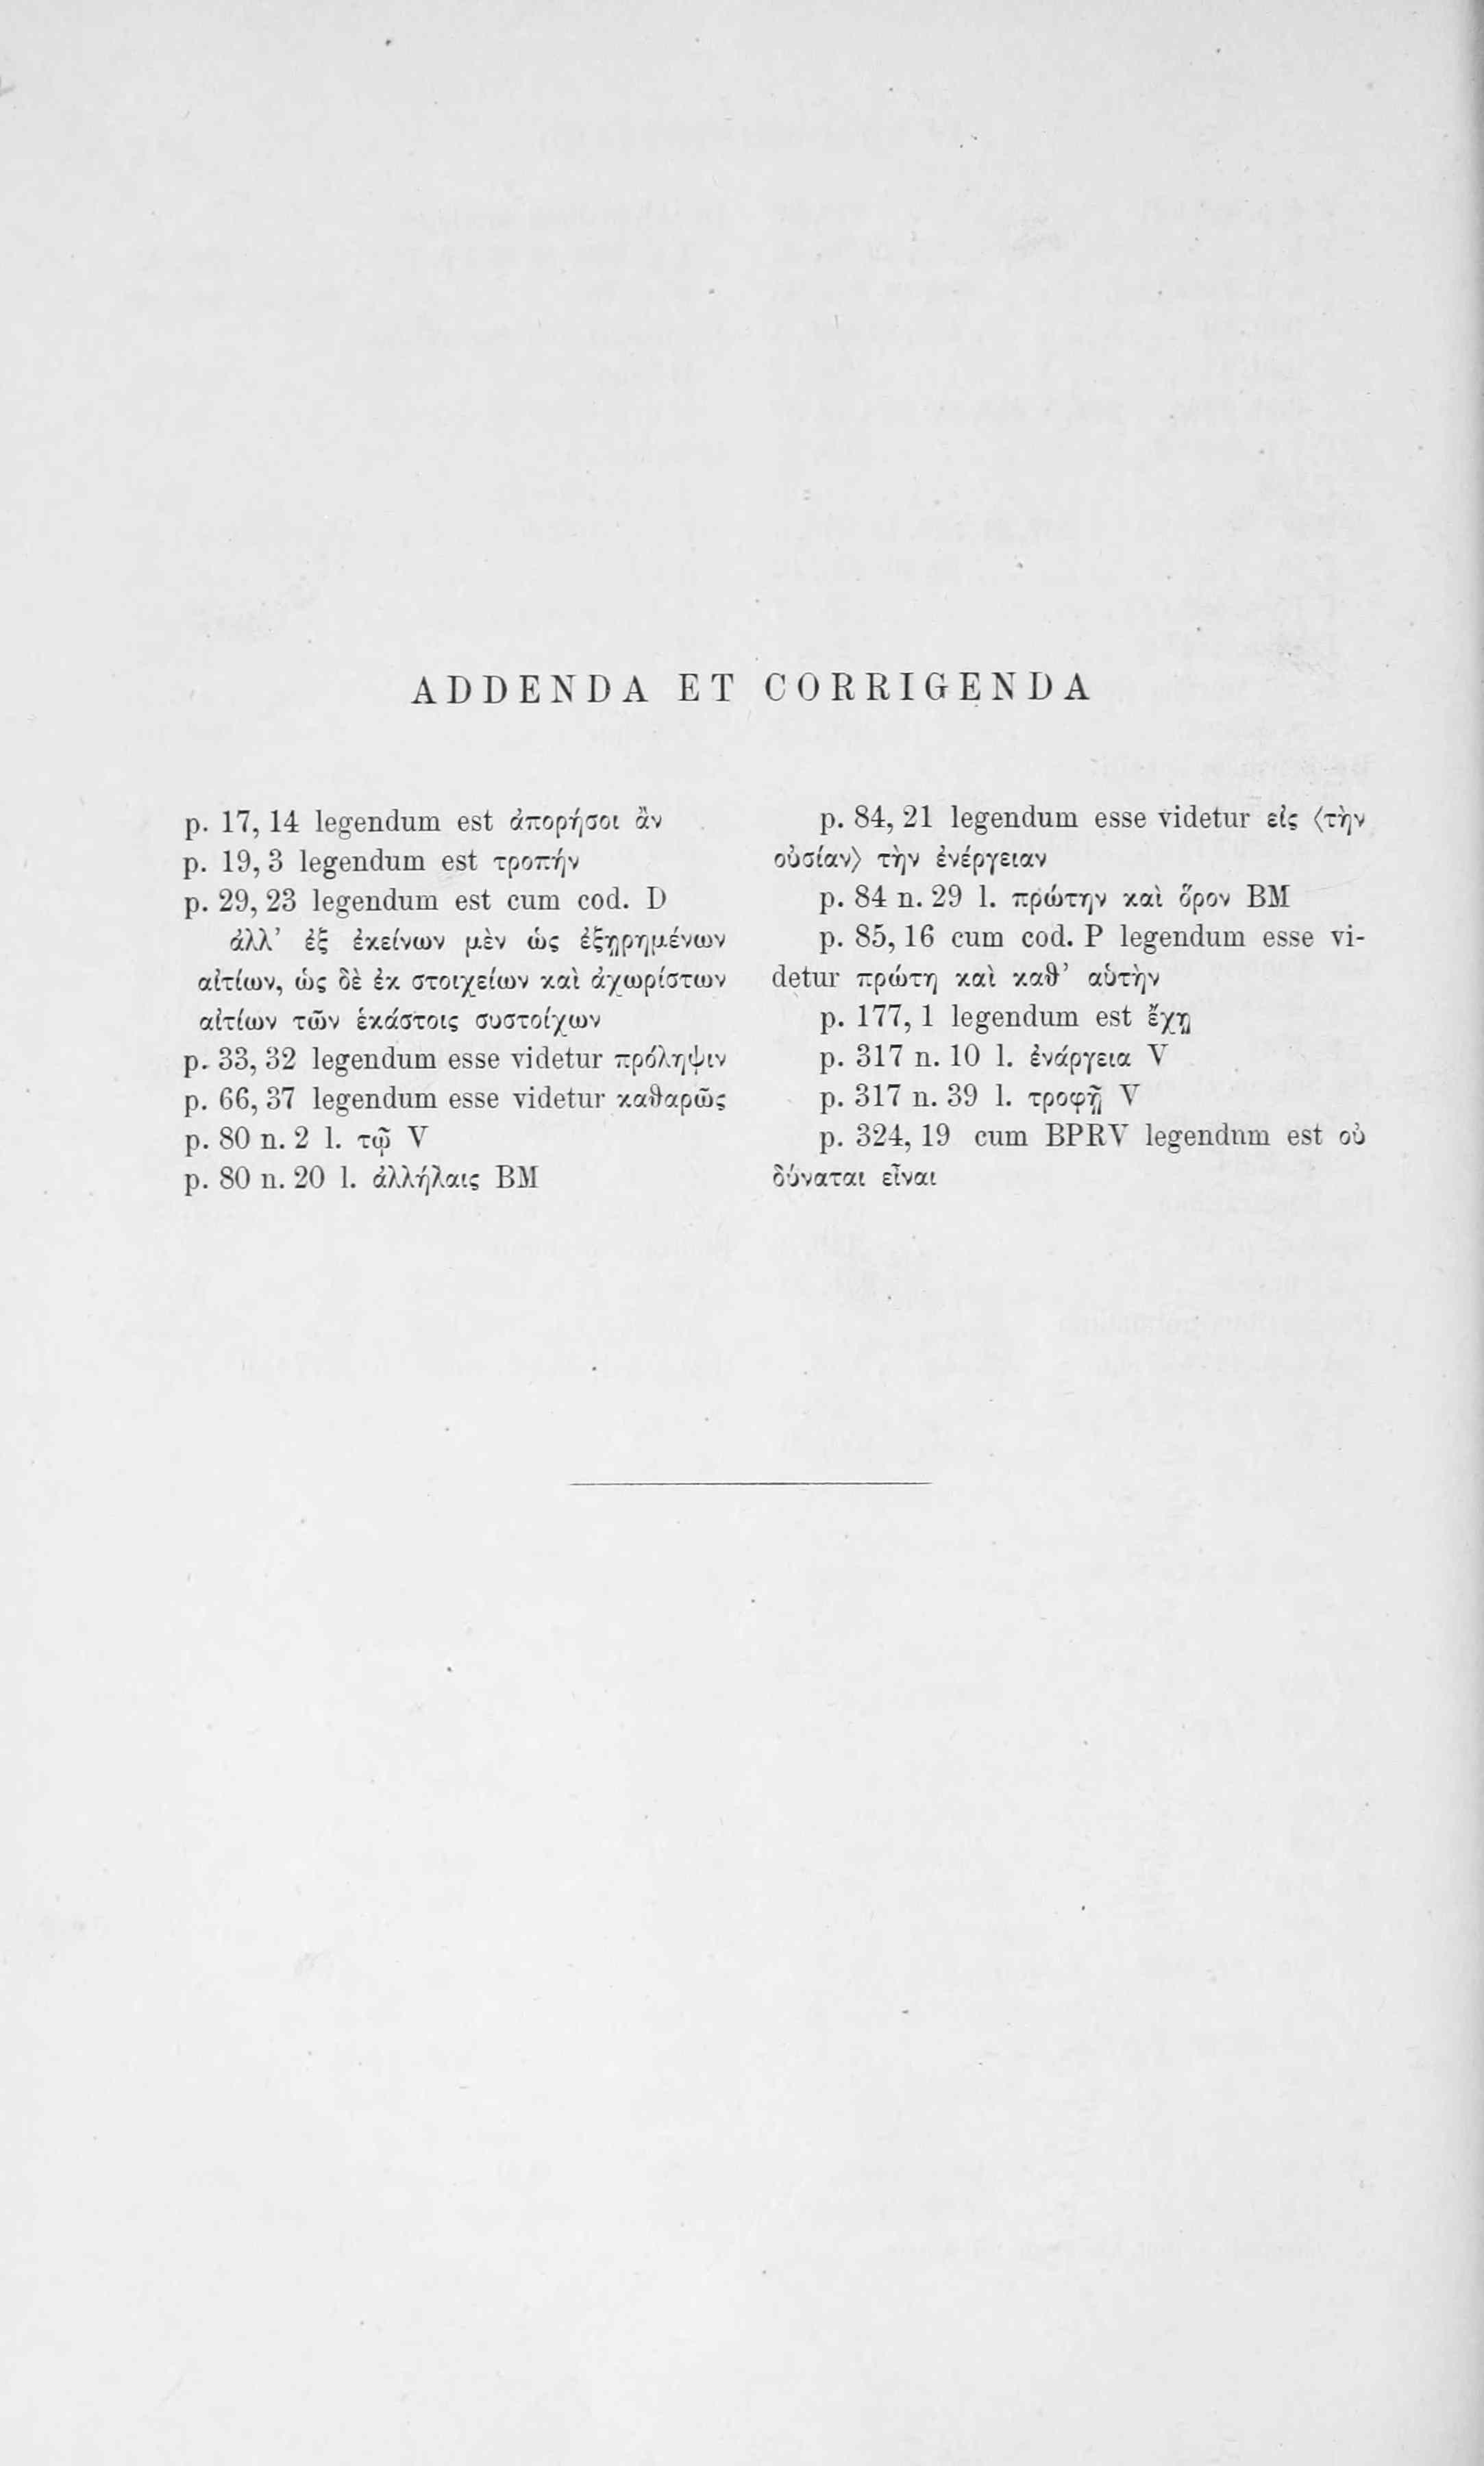 ADDENDA ET CORRIGENDA
p. 17, 14 legendum est ἀπορήσοι ἂν
p. 19, 3 legendum est τροπήν
p. 29, 23 legendum est cum cod. D
ἀλλ’ ἐξ ἐκείνων μὲν ὡς ἐξῃρημένων
αἰτίων, ὡς δὲ ἐκ στοιχείων καὶ ἀχωρίστων
αἰτίων τῶν ἑκάστοις συστοίχων
p. 33, 32 legendum esse videtur πρόληψιν
p. 66, 37 legendum esse videtur καθαρῶς
p. 80 n. 2 l. τῷ V
p. 80 n. 20 l. ἀλλήλαις BM
p. 84, 21 legendum esse videtur εἰς ⟨τὴν
οὐσίαν⟩ τὴν ἐνέργειαν
p. 84 n. 29 l. πρώτην καὶ ὅρον BM
p. 85, 16 cum cod. P legendum esse vi-
detur πρώτη καὶ καθ’ αὑτὴν
p. 177, 1 legendum est ἔχῃ
p. 317 n. 10 l. ἐνάργεια V
p. 317 n. 39 l. τροφῇ V
p. 324, 19 cum BPRV legendum est οὐ
δύναται εἶναι